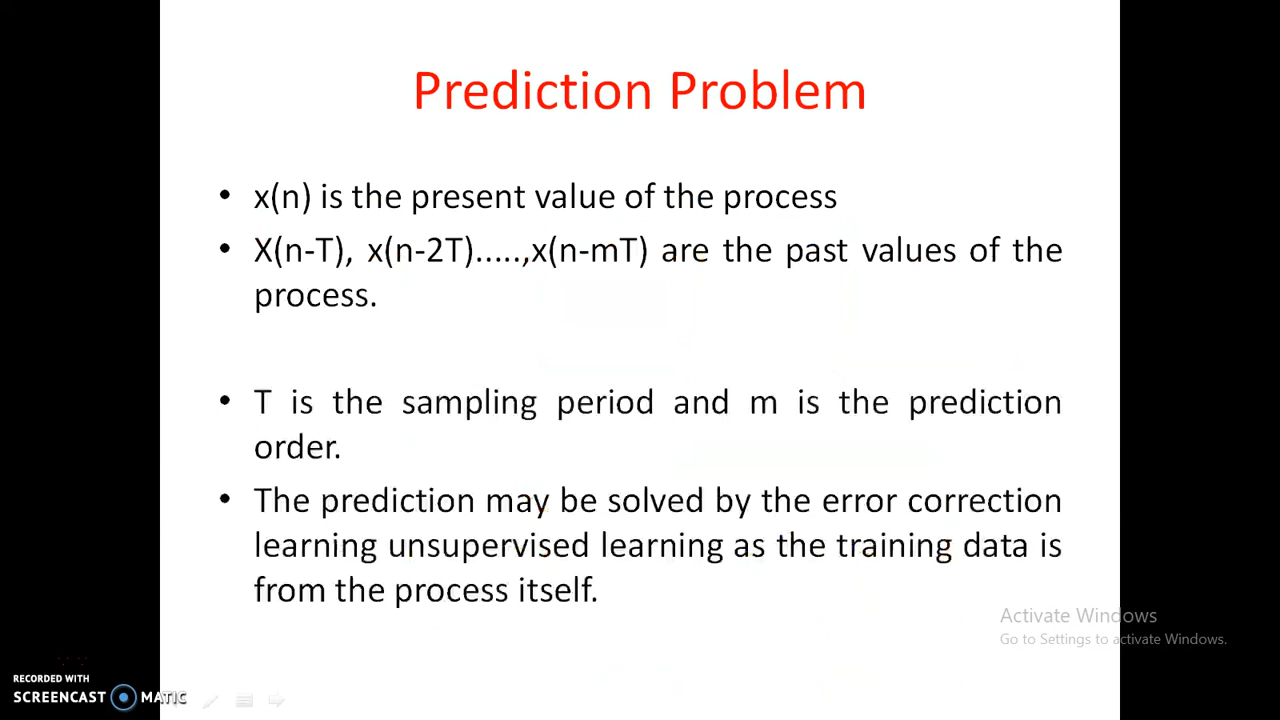 Prediction Problem
• x(n) is the present value of the process
• X(n-T), x(n-2T).....,x(n-mT) are the past values of the
process.
• T is the sampling period and m is the prediction
order.
• The prediction may be solved by the error correction
learning unsupervised learning as the training data is
from the process itself.
Activate Windows
Go to Settings to activate Windows.
RECORDED WITH
SCREENCAST MATIC